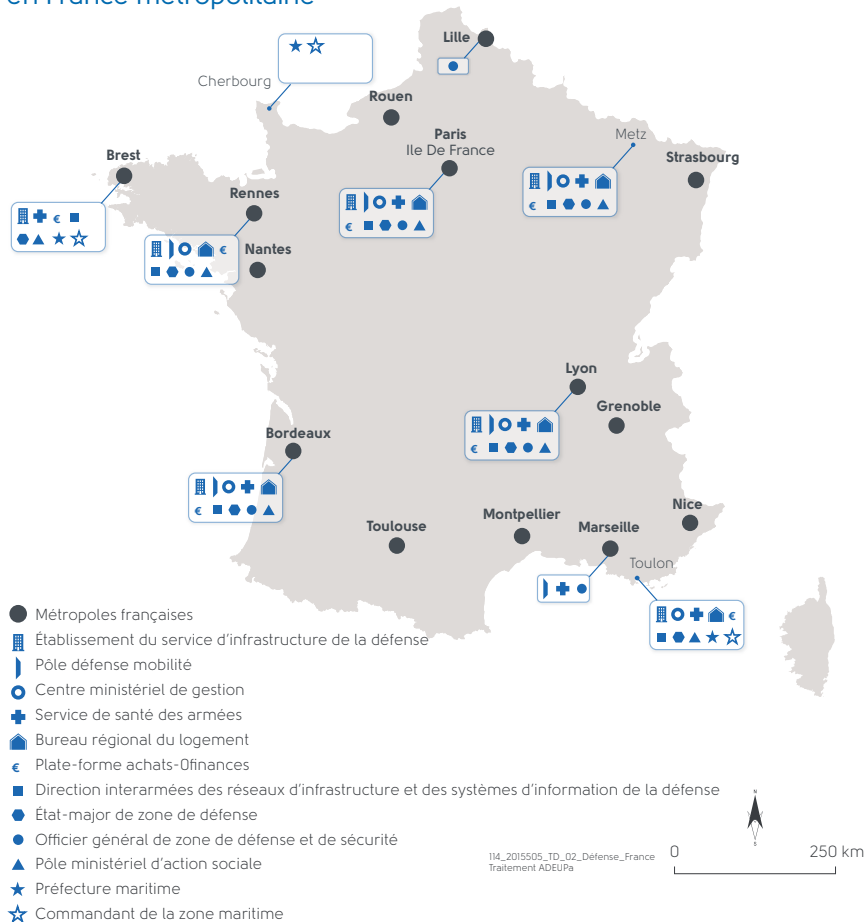 en France métropolitaine
Lille
Cherbourg
Rouen
Paris
Ile De France
Metz
Strasbourg
Brest
Rennes
Nantes
€
€
€
€
Lyon
Grenoble
€
Bordeaux
€
Nice
Montpellier
Marseille
Toulouse
Toulon
€
Métropoles françaises
Établissement du service d'infrastructure de la défense
Pôle défense mobilité
Centre ministériel de gestion
Service de santé des armées
Bureau régional du logement
€ Plate-forme achats-0finances
Direction interarmées des réseaux d'infrastructure et des systèmes d'information de la défense
État-major de zone de défense
Officier général de zone de défense et de sécurité
Pôle ministériel d'action sociale
Préfecture maritime
Commandant de la zone maritime
114_2015505_TD_02_Défense_France
Traitement ADEUPa
N
S
0 250 km